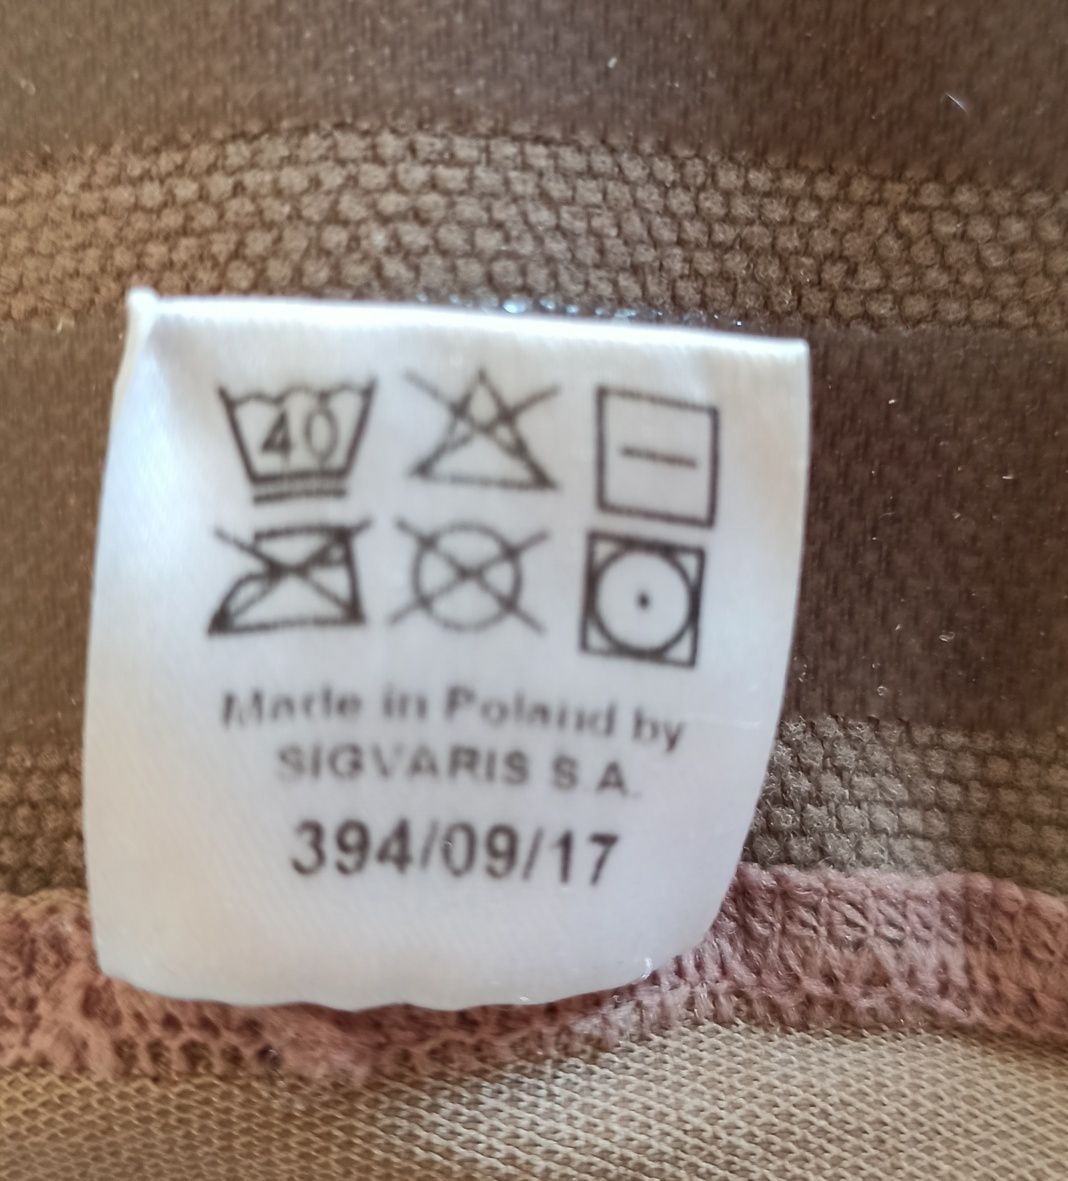 40
Made in Poland by
SIGVARIS S.A.
394/09/17